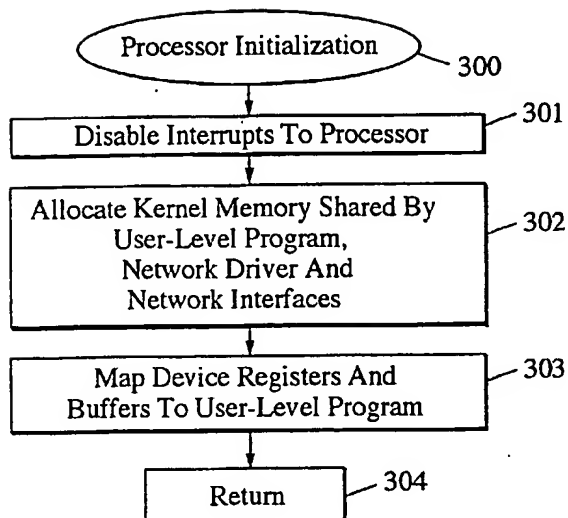 Processor Initialization
300
301
Disable Interrupts To Processor
Allocate Kernel Memory Shared By
User-Level Program,
Network Driver And
Network Interfaces
302
Map Device Registers And
Buffers To User-Level Program
303
Return
304